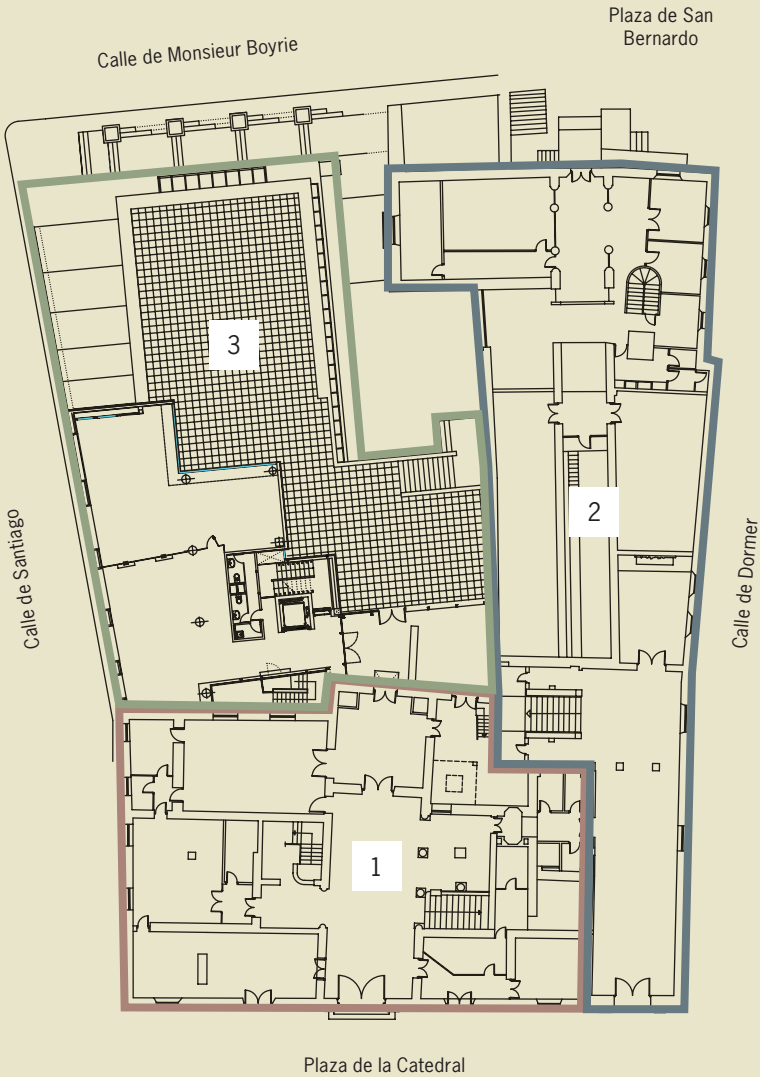 Plaza de San
Bernardo
Calle de Monsieur Boyrie
3
2
Calle de Santiago
Calle de Dormer
1
Plaza de la Catedral